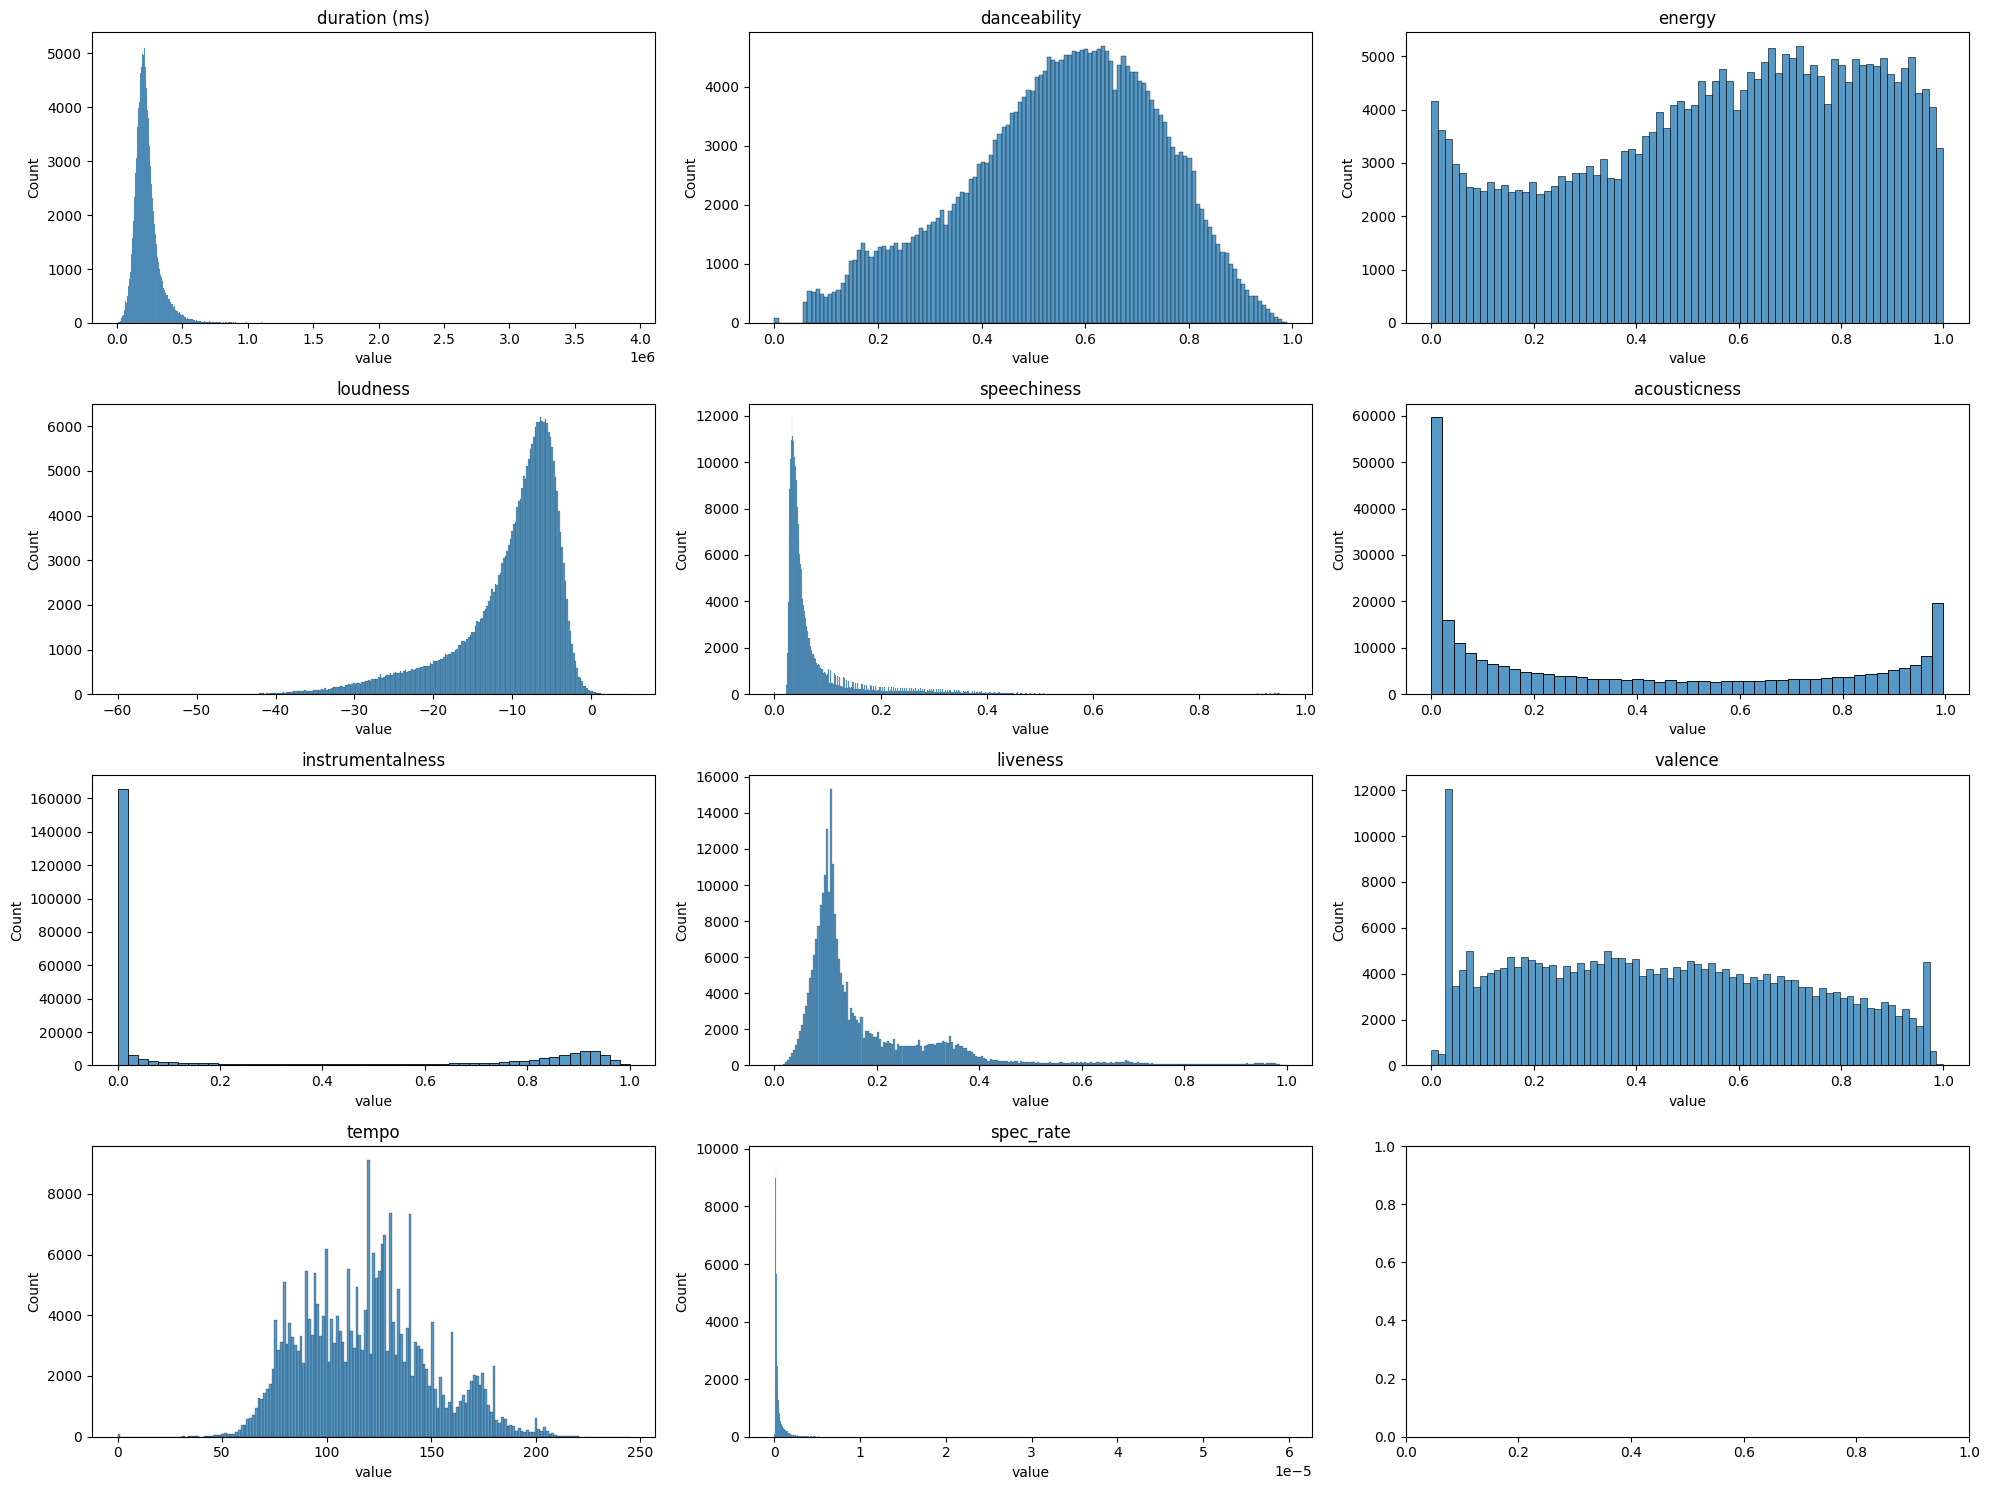 duration (ms)
Count
5000
4000
3000
2000
1000
0
0.0 0.5 1.0 1.5 2.0 2.5 3.0 3.5 4.0
value
1e6
danceability
Count
4000
3000
2000
1000
0
0.0 0.2 0.4 0.6 0.8 1.0
value
energy
Count
5000
4000
3000
2000
1000
0
0.0 0.2 0.4 0.6 0.8 1.0
value
loudness
Count
6000
5000
4000
3000
2000
1000
0
−60 −50 −40 −30 −20 −10 0
value
speechiness
Count
12000
10000
8000
6000
4000
2000
0
0.0 0.2 0.4 0.6 0.8 1.0
value
acousticness
Count
60000
50000
40000
30000
20000
10000
0
0.0 0.2 0.4 0.6 0.8 1.0
value
instrumentalness
Count
160000
140000
120000
100000
80000
60000
40000
20000
0
0.0 0.2 0.4 0.6 0.8 1.0
value
liveness
Count
16000
14000
12000
10000
8000
6000
4000
2000
0
0.0 0.2 0.4 0.6 0.8 1.0
value
valence
Count
12000
10000
8000
6000
4000
2000
0
0.0 0.2 0.4 0.6 0.8 1.0
value
tempo
Count
8000
6000
4000
2000
0
0 50 100 150 200 250
value
spec_rate
Count
10000
8000
6000
4000
2000
0
0 1 2 3 4 5 6
value
1e−5
1.0
0.8
0.6
0.4
0.2
0.0
0.0 0.2 0.4 0.6 0.8 1.0